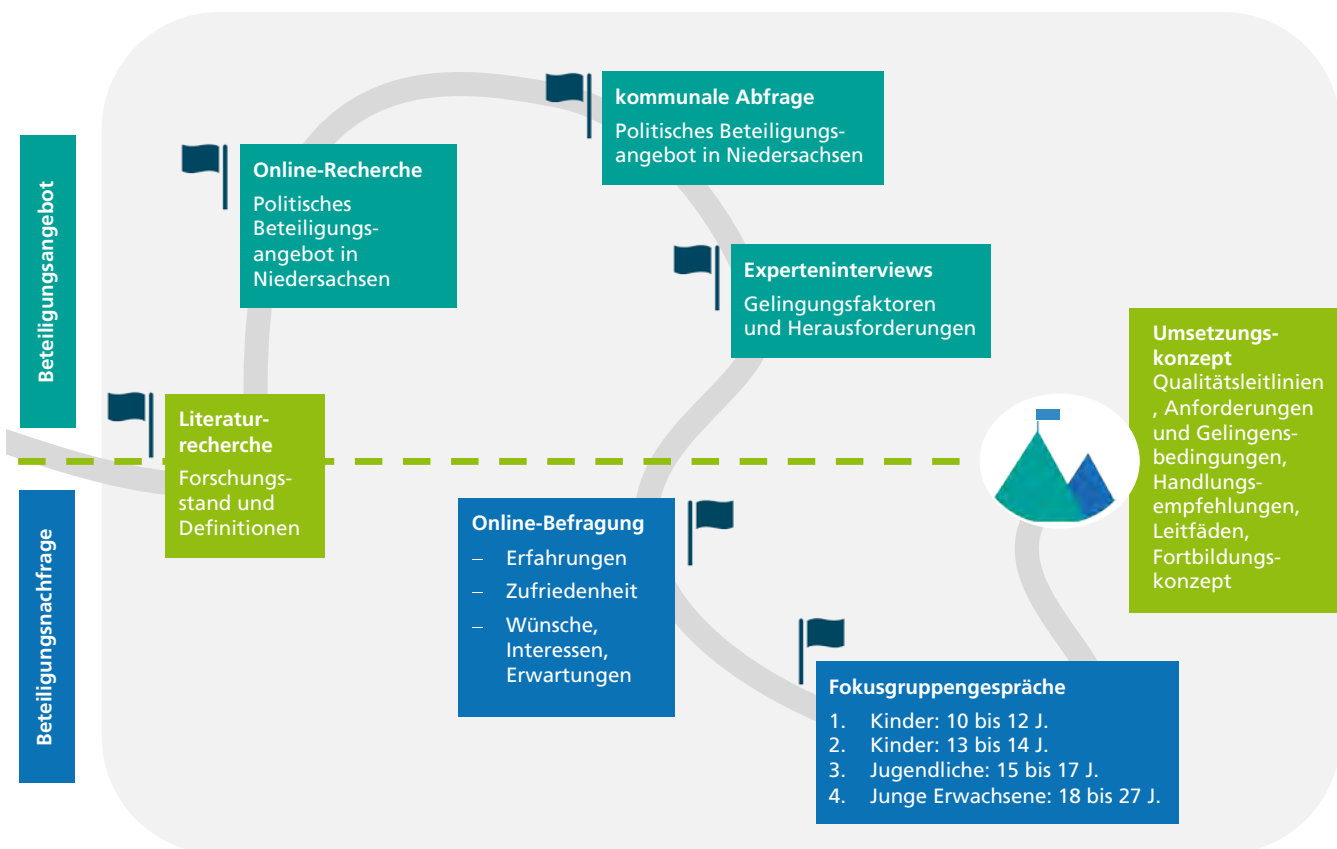 Beteiligungsangebot
Beteiligungsnachfrage
Literatur-
recherche
Forschungs-
stand und
Definitionen
Online-Recherche
Politisches
Beteiligungs-
angebot in
Niedersachsen
kommunale Abfrage
Politisches Beteiligungs-
angebot in Niedersachsen
Experteninterviews
Gelingungsfaktoren
und Herausforderungen
Online-Befragung
– Erfahrungen
– Zufriedenheit
– Wünsche,
Interessen,
Erwartungen
Fokusgruppengespräche
1. Kinder: 10 bis 12 J.
2. Kinder: 13 bis 14 J.
3. Jugendliche: 15 bis 17 J.
4. Junge Erwachsene: 18 bis 27 J.
Umsetzungs-
konzept
Qualitätsleitlinien
, Anforderungen
und Gelingens-
bedingungen,
Handlungs-
empfehlungen,
Leitfäden,
Fortbildungs-
konzept